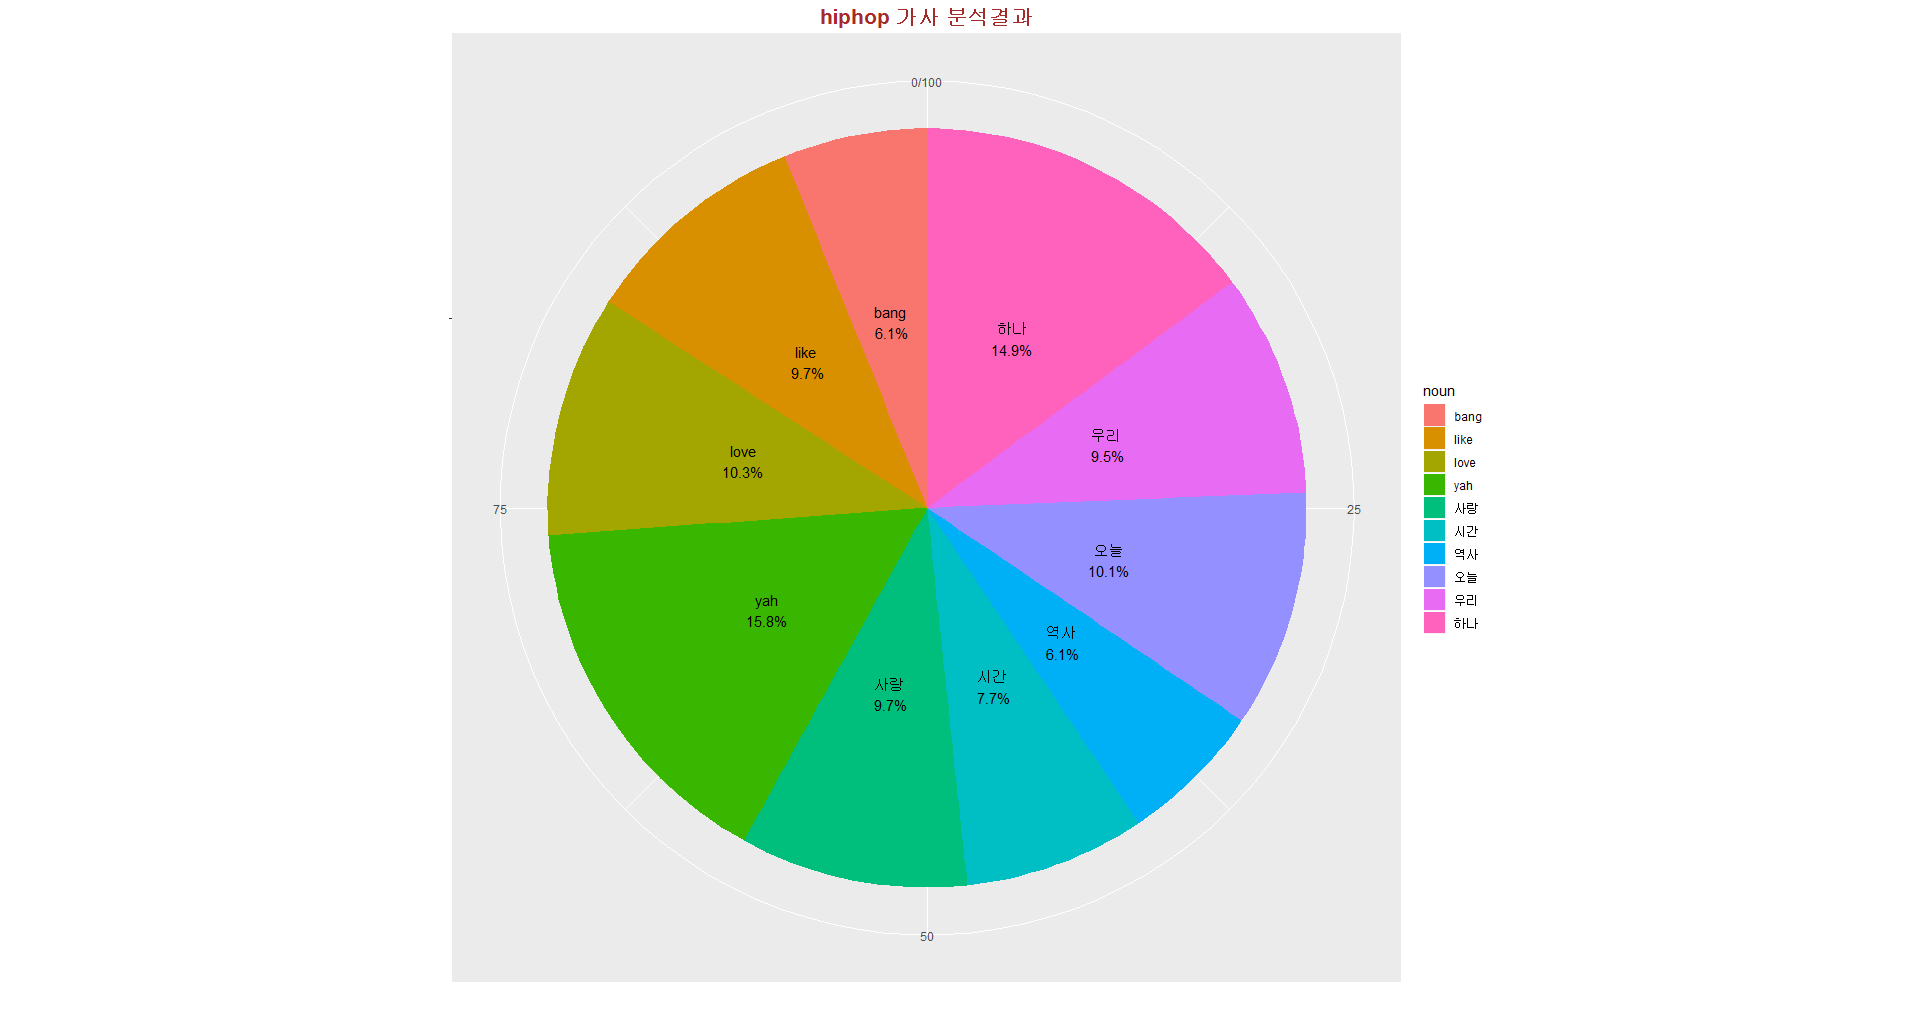 hiphop 가사 분석결과
0/100
bang
6.1%
하나
14.9%
like
9.7%
우리
9.5%
love
10.3%
75
25
오늘
10.1%
yah
15.8%
역사
6.1%
시간
7.7%
사랑
9.7%
50
noun
bang
like
love
yah
사랑
시간
역사
오늘
우리
하나